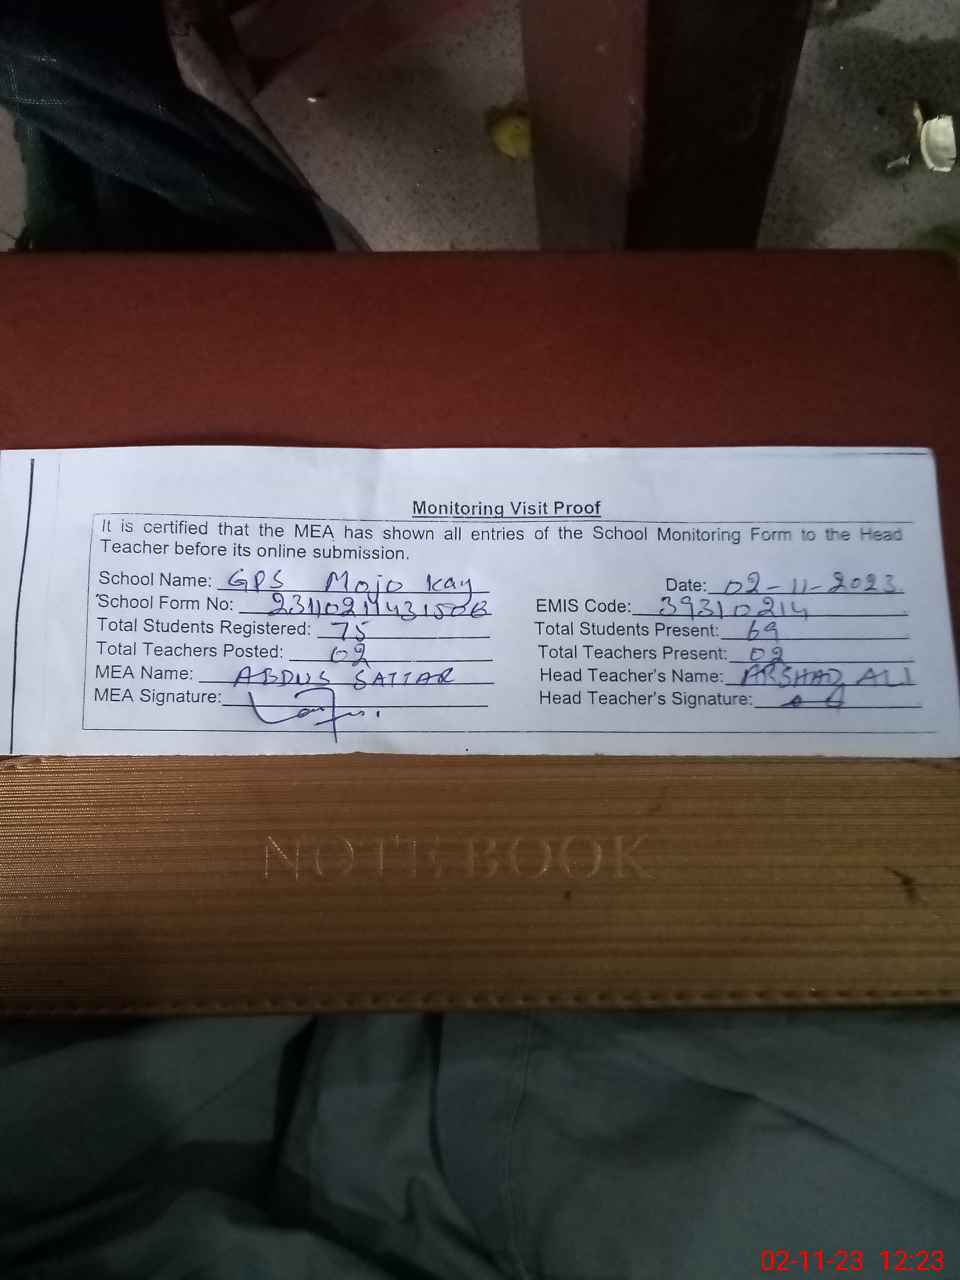 Monitoring Visit Proof
It is certified that the MEA has shown all entries of the School Monitoring Form to the Head
Teacher before its online submission.
School Name: GPS Mojo Kay Date: 02-11-2023
School Form No: EMIS Code: 39310214
Total Students Registered: 75 Total Students Present: 69
Total Teachers Posted: 02 Total Teachers Present: 02
MEA Name: ABDUS SATTAR Head Teacher's Name: ARSHAD ALI
MEA Signature: Head Teacher's Signature:
NOTEBOOK
02-11-23 12:23